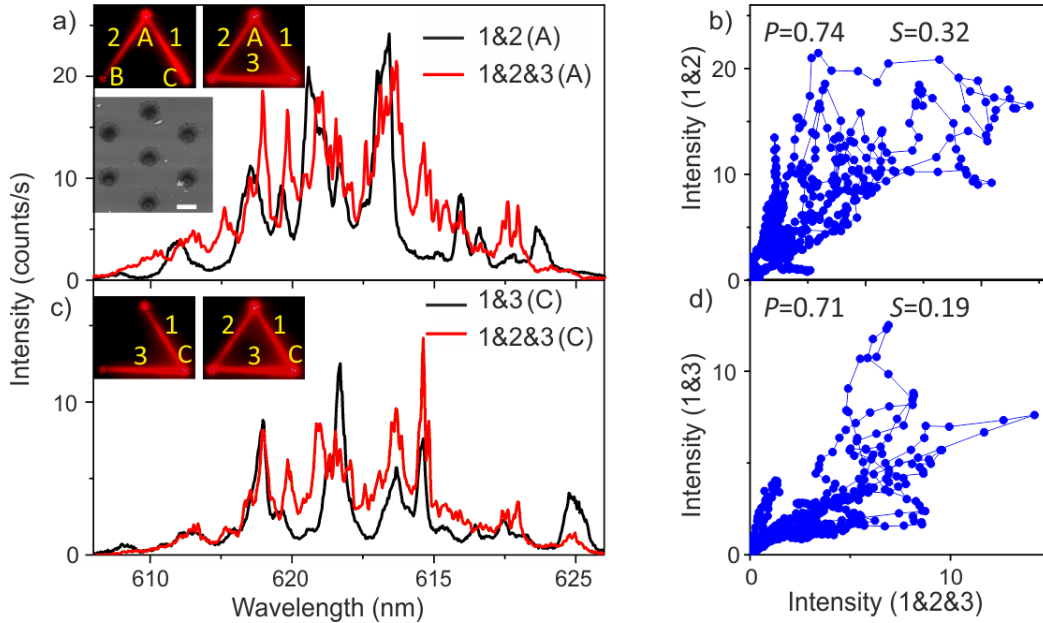 a)
2 A 1
B C
2 A 1
3
1&2 (A)
1&2&3 (A)
20
10
0
Intensity (counts/s)
c)
1
3 C
2 1
3 C
1&3 (C)
1&2&3 (C)
10
0
610
620
615
625
Wavelength (nm)
b)
P=0.74 S=0.32
Intensity (1&2)
20
10
0
d)
P=0.71 S=0.19
Intensity (1&3)
10
0
0
10
Intensity (1&2&3)